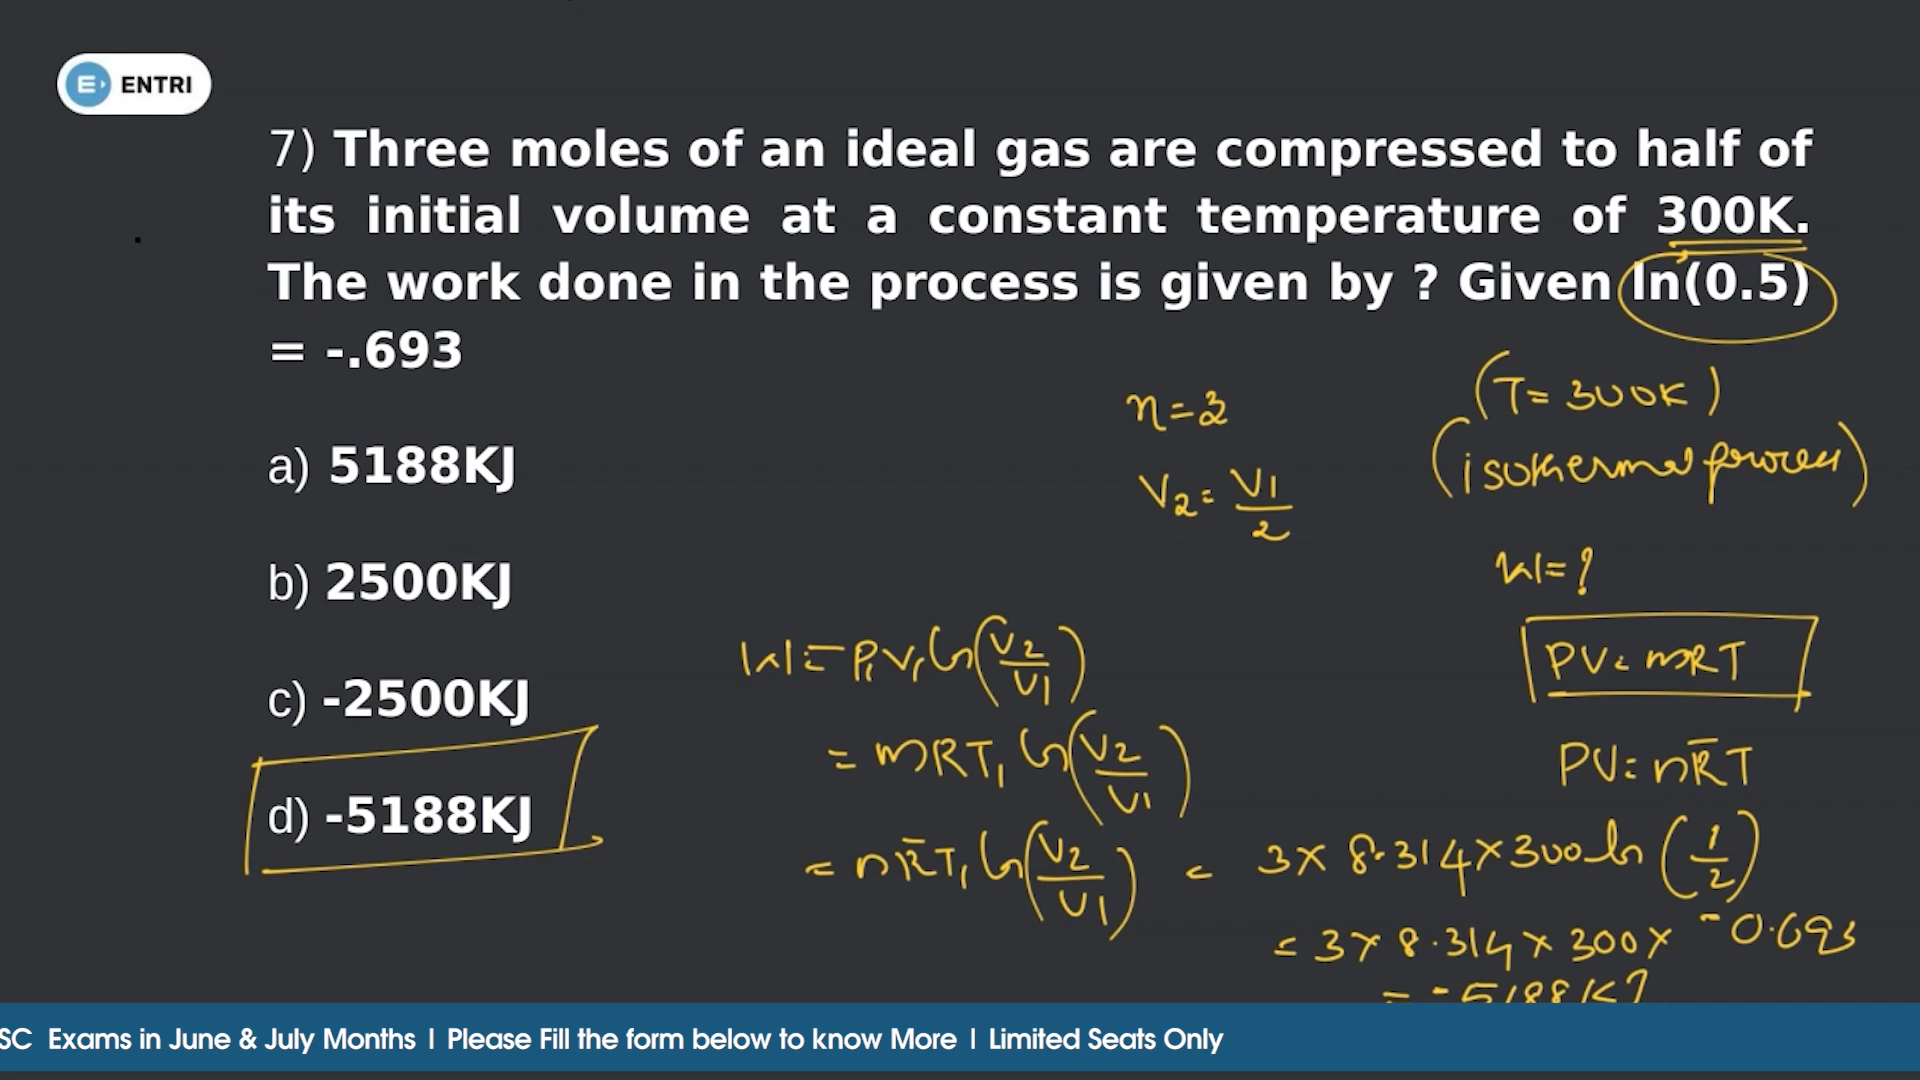 ENTRI
7) Three moles of an ideal gas are compressed to half of
its initial volume at a constant temperature of 300K.
The work done in the process is given by ? Given ln(0.5)
= -.693
a) 5188KJ
b) 2500KJ
c) -2500KJ
d) -5188KJ
n=3
V2= V1/2
(T= 300K)
(isothermal process)
W=?
PV= mRT
PV= nR̅T
W= P1V1 ln(V2/V1)
= mRT1 ln(V2/V1)
= nR̅T1 ln(V2/V1) = 3× 8.314×300 ln(1/2)
= 3× 8.314× 300× -0.693
= -5188KJ
SC Exams in June & July Months | Please Fill the form below to know More | Limited Seats Only